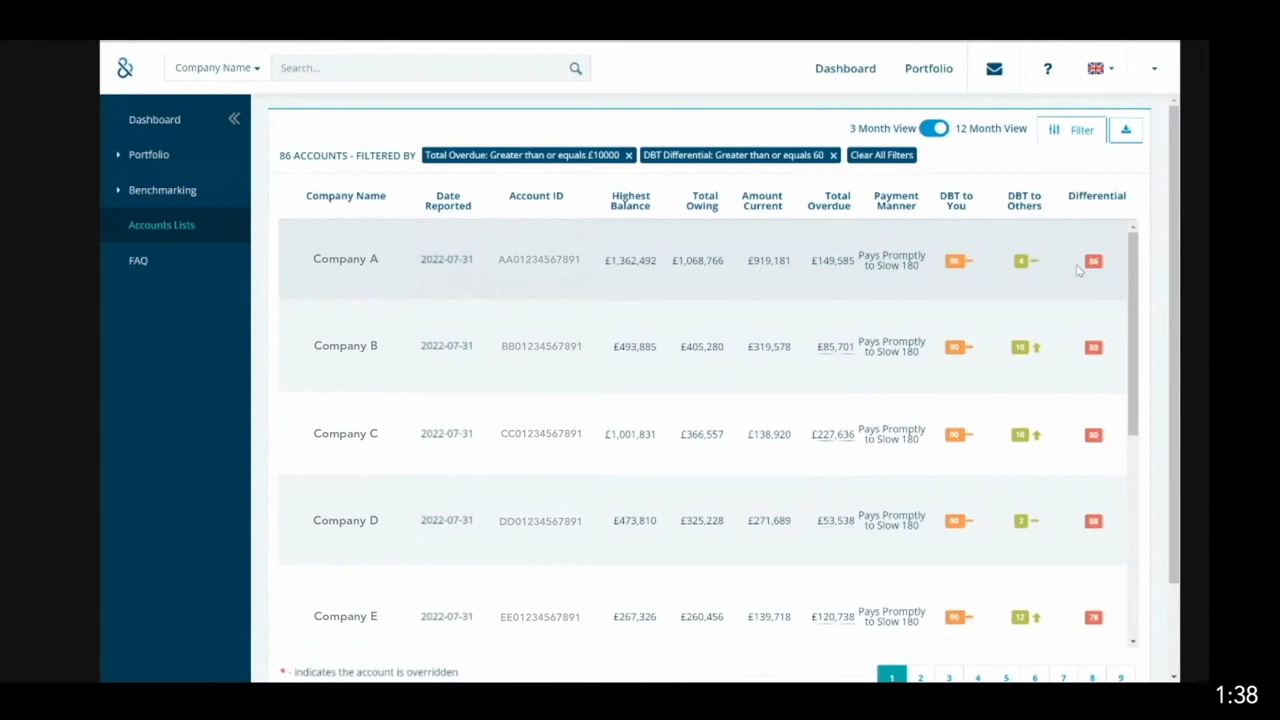 Company Name
Search...
Dashboard
Portfolio
?
Dashboard
Portfolio
Benchmarking
Accounts Lists
FAQ
3 Month View
12 Month View
Filter
86 ACCOUNTS - FILTERED BY
Total Overdue: Greater than or equals £10000 ×
DBT Differential: Greater than or equals 60 ×
Clear All Filters
Company Name Date Reported Account ID Highest Balance Total Owing Amount Current Total Overdue Payment Manner DBT to You DBT to Others Differential
Company A 2022-07-31 AA01234567891 £1,362,492 £1,068,766 £919,181 £149,585 Pays Promptly to Slow 180 90 4 86
Company B 2022-07-31 BB01234567891 £493,885 £405,280 £319,578 £85,701 Pays Promptly to Slow 180 90 10 80
Company C 2022-07-31 CC01234567891 £1,001,831 £366,557 £138,920 £227,636 Pays Promptly to Slow 180 90 10 80
Company D 2022-07-31 DD01234567891 £473,810 £325,228 £271,689 £53,538 Pays Promptly to Slow 180 90 2 88
Company E 2022-07-31 EE01234567891 £267,326 £260,456 £139,718 £120,738 Pays Promptly to Slow 180 90 12 78
* - indicates the account is overridden
1 2 3 4 5 6 7 8 9
1:38